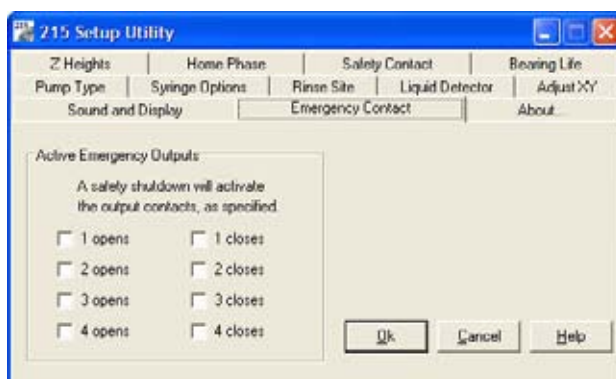 215 Setup Utility
Z Heights Home Phase Safety Contact Bearing Life
Pump Type Syringe Options Rinse Site Liquid Detector Adjust XY
Sound and Display Emergency Contact About...
Active Emergency Outputs
A safety shutdown will activate
the output contacts, as specified.
1 opens 1 closes
2 opens 2 closes
3 opens 3 closes
4 opens 4 closes
Ok Cancel Help